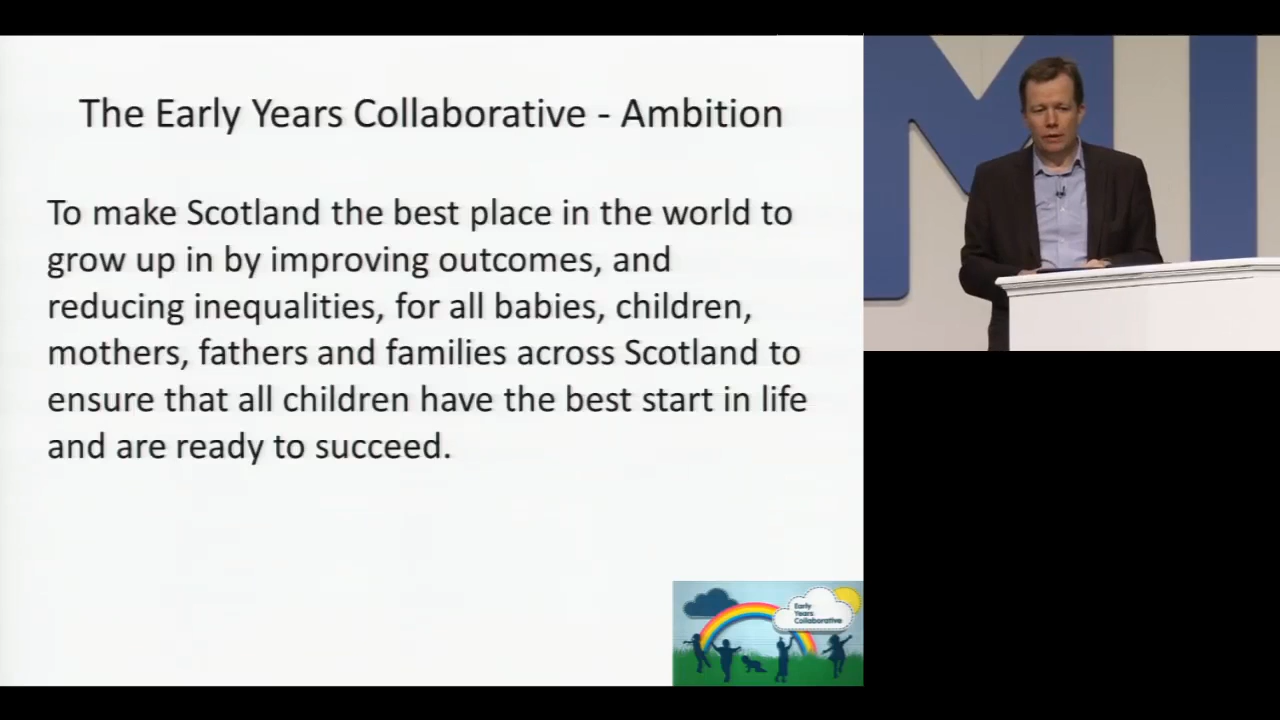 The Early Years Collaborative - Ambition
To make Scotland the best place in the world to
grow up in by improving outcomes, and
reducing inequalities, for all babies, children,
mothers, fathers and families across Scotland to
ensure that all children have the best start in life
and are ready to succeed.
Early
Years
Collaborative
MI